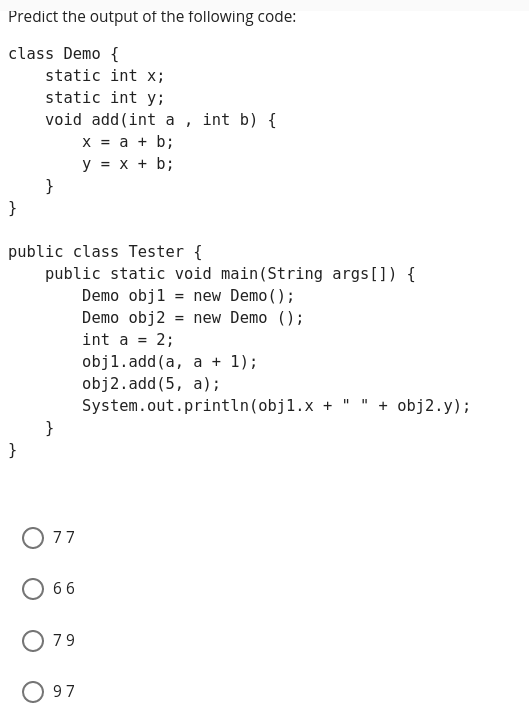 Predict the output of the following code:
class Demo {
    static int x;
    static int y;
    void add(int a , int b) {
        x = a + b;
        y = x + b;
    }
}
public class Tester {
    public static void main(String args[]) {
        Demo obj1 = new Demo();
        Demo obj2 = new Demo ();
        int a = 2;
        obj1.add(a, a + 1);
        obj2.add(5, a);
        System.out.println(obj1.x + " " + obj2.y);
    }
}
7 7
6 6
7 9
9 7